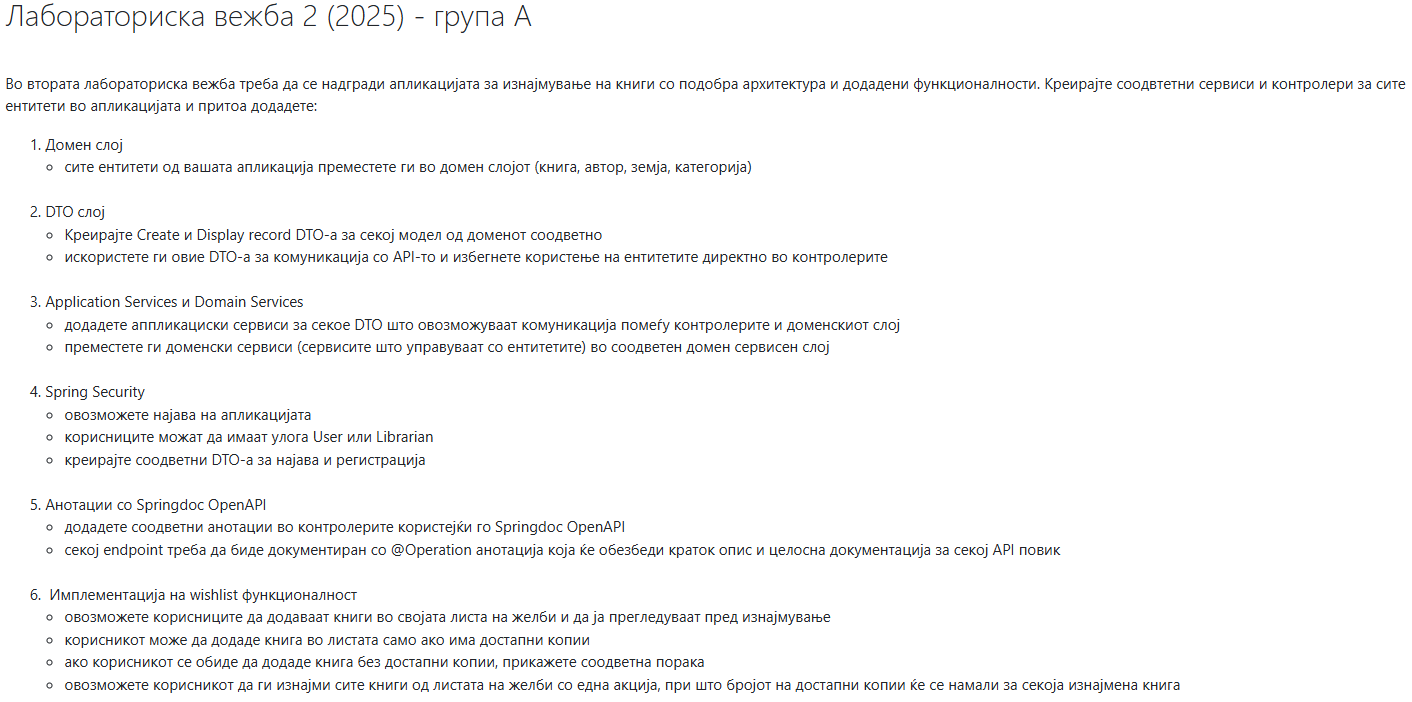 Лабораториска вежба 2 (2025) - група А
Во втората лабораториска вежба треба да се надгради апликацијата за изнајмување на книги со подобра архитектура и додадени функционалности. Креирајте соодвтетни сервиси и контролери за сите
ентитети во апликацијата и притоа додадете:
1. Домен слој
сите ентитети од вашата апликација преместете ги во домен слојот (книга, автор, земја, категорија)
2. DTO слој
Креирајте Create и Display record DTO-а за секој модел од доменот соодветно
искористете ги овие DTO-а за комуникација со API-то и избегнете користење на ентитетите директно во контролерите
3. Application Services и Domain Services
додадете аппликациски сервиси за секое DTO што овозможуваат комуникација помеѓу контролерите и доменскиот слој
преместете ги доменски сервиси (сервисите што управуваат со ентитетите) во соодветен домен сервисен слој
4. Spring Security
овозможете најава на апликацијата
корисниците можат да имаат улога User или Librarian
креирајте соодветни DTO-а за најава и регистрација
5. Анотации со Springdoc OpenAPI
додадете соодветни анотации во контролерите користејќи го Springdoc OpenAPI
секој endpoint треба да биде документиран со @Operation анотација која ќе обезбеди краток опис и целосна документација за секој API повик
6. Имплементација на wishlist функционалност
овозможете корисниците да додаваат книги во својата листа на желби и да ја прегледуваат пред изнајмување
корисникот може да додаде книга во листата само ако има достапни копии
ако корисникот се обиде да додаде книга без достапни копии, прикажете соодветна порака
овозможете корисникот да ги изнајми сите книги од листата на желби со една акција, при што бројот на достапни копии ќе се намали за секоја изнајмена книга